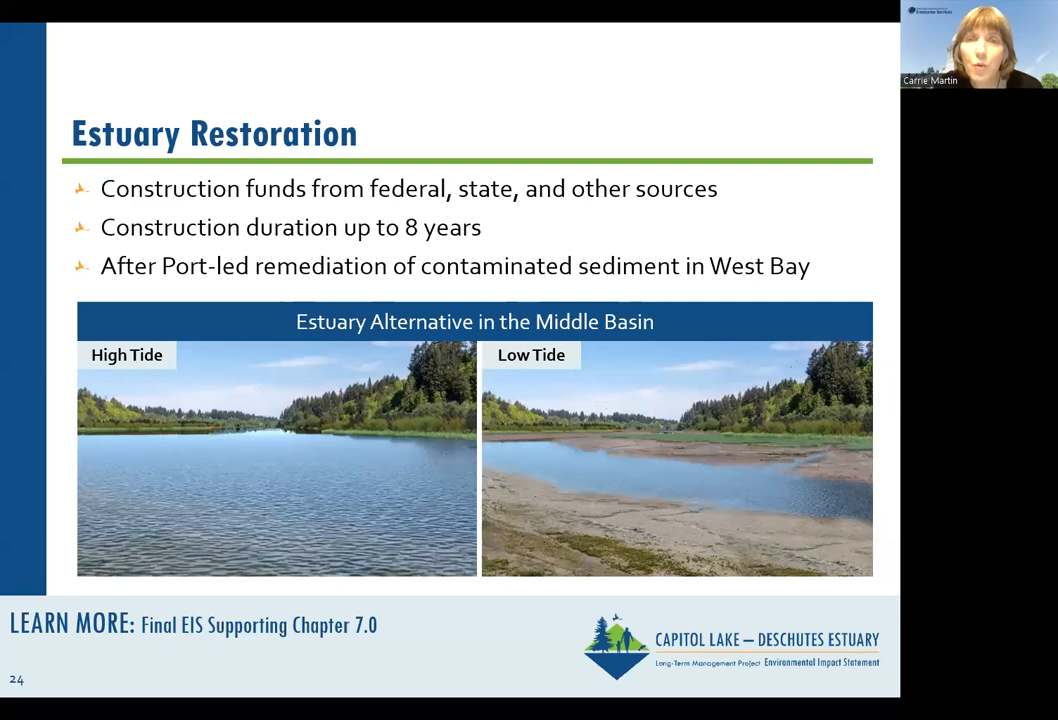 Enterprise Services
Carrie Martin
Estuary Restoration
Construction funds from federal, state, and other sources
Construction duration up to 8 years
After Port-led remediation of contaminated sediment in West Bay
Estuary Alternative in the Middle Basin
High Tide
Low Tide
LEARN MORE: Final EIS Supporting Chapter 7.0
CAPITOL LAKE – DESCHUTES ESTUARY
Long-Term Management Project Environmental Impact Statement
24